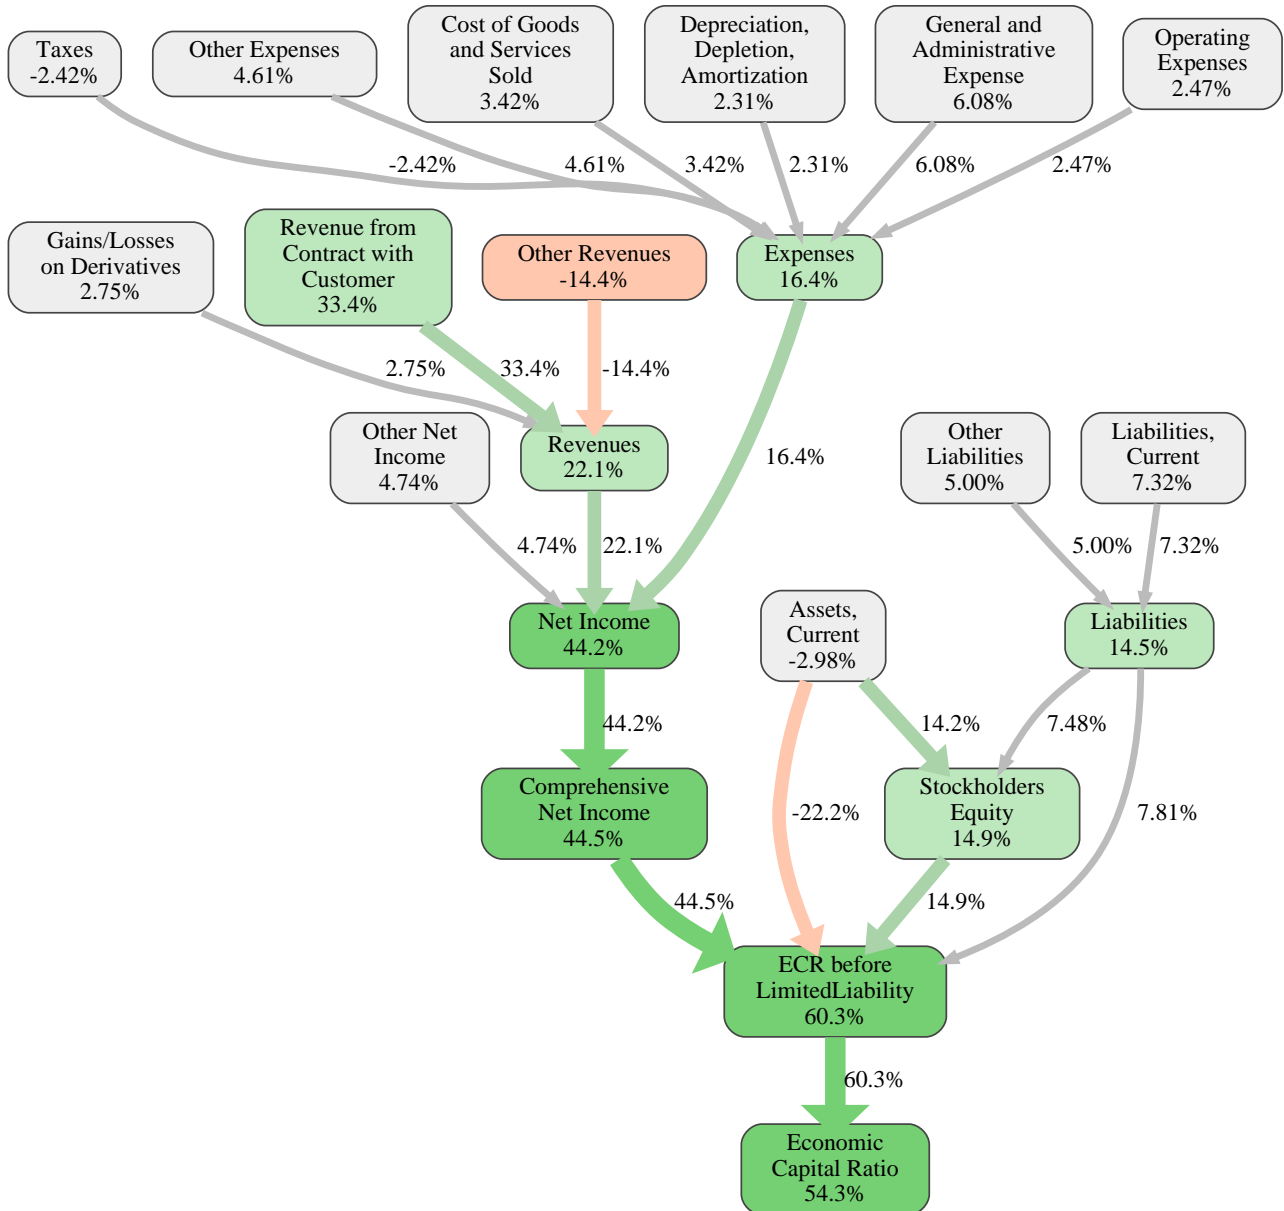 Taxes
-2.42%
Other Expenses
4.61%
Cost of Goods
and Services
Sold
3.42%
Depreciation,
Depletion,
Amortization
2.31%
General and
Administrative
Expense
6.08%
Operating
Expenses
2.47%
-2.42%
4.61%
3.42%
2.31%
6.08%
2.47%
Gains/Losses
on Derivatives
2.75%
Revenue from
Contract with
Customer
33.4%
Other Revenues
-14.4%
Expenses
16.4%
2.75%
33.4%
-14.4%
16.4%
Other Net
Income
4.74%
Revenues
22.1%
Other
Liabilities
5.00%
Liabilities,
Current
7.32%
4.74%
22.1%
5.00%
7.32%
Net Income
44.2%
Assets,
Current
-2.98%
Liabilities
14.5%
44.2%
14.2%
7.48%
Comprehensive
Net Income
44.5%
-22.2%
Stockholders
Equity
14.9%
7.81%
44.5%
14.9%
ECR before
LimitedLiability
60.3%
60.3%
Economic
Capital Ratio
54.3%